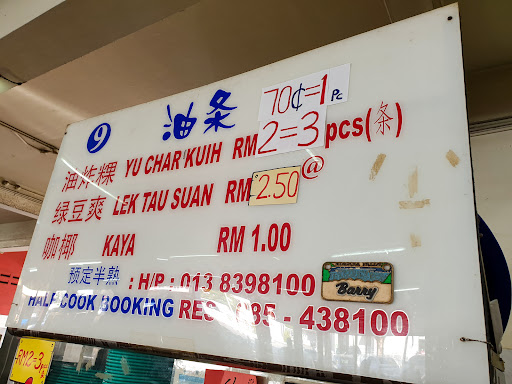 9 油条 70¢=1 Pc
油炸粿 YU CHAR KUIH RM 2=3 pcs(条)
绿豆爽 LEK TAU SUAN RM 2.50 @
咖椰 KAYA RM 1.00
预定半熟 : H/P : 013 8398100
Barry
HALF COOK BOOKING RES 085 - 438100
RM2=3